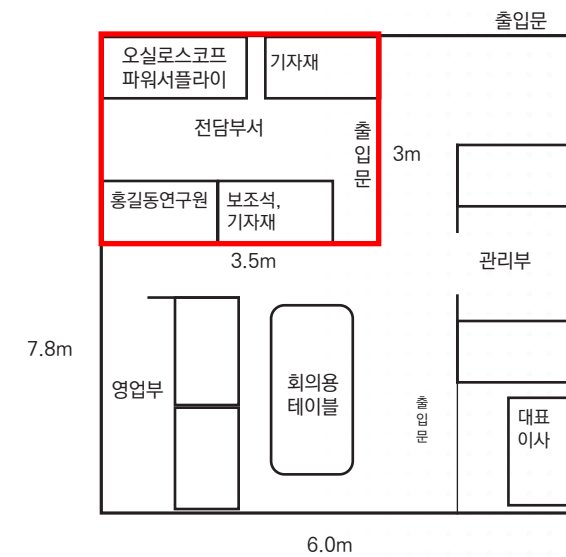 출입문
오실로스코프
파워서플라이
기자재
전담부서
출
입
문
3m
홍길동연구원
보조석,
기자재
3.5m
관리부
7.8m
영업부
회의용
테이블
출
입
문
대표
이사
6.0m